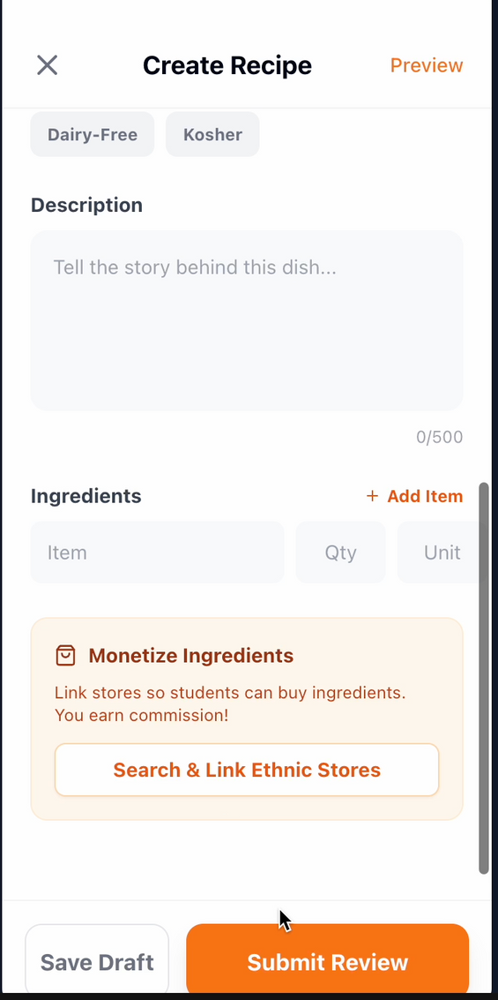 Create Recipe
Preview
Dairy-Free
Kosher
Description
Tell the story behind this dish...
0/500
Ingredients
+ Add Item
Item
Qty
Unit
Monetize Ingredients
Link stores so students can buy ingredients.
You earn commission!
Search & Link Ethnic Stores
Save Draft
Submit Review